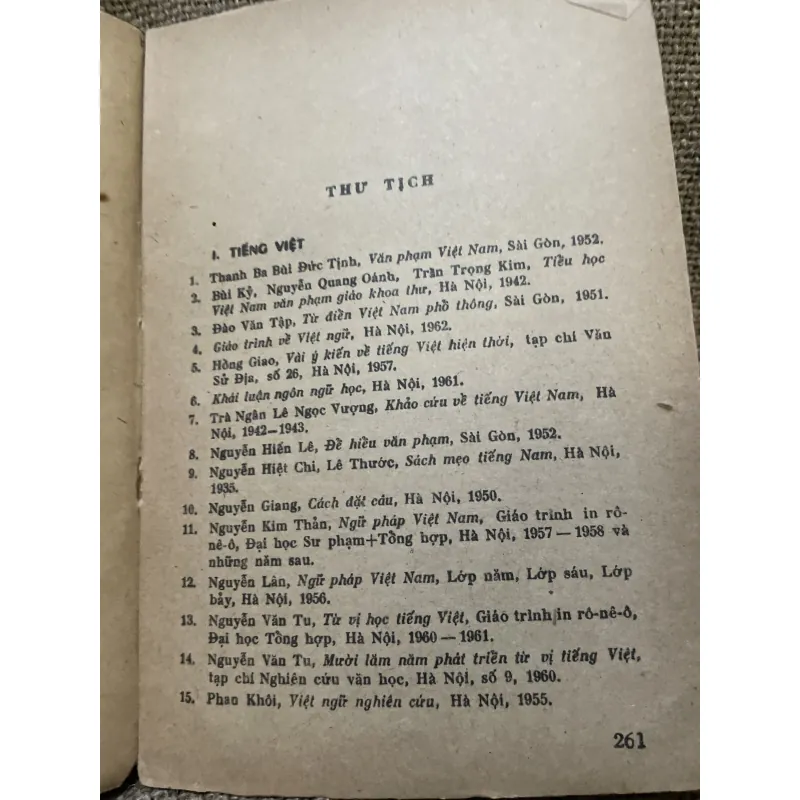 THƯ TỊCH
I. TIẾNG VIỆT
1. Thanh Ba Bùi Đức Tịnh, Văn phạm Việt Nam, Sài Gòn, 1952.
2. Bùi Kỷ, Nguyễn Quang Oánh, Trần Trọng Kim, Tiểu học
Việt Nam văn phạm giáo khoa thư, Hà Nội, 1942.
3. Đào Văn Tập, Từ điển Việt Nam phổ thông, Sài Gòn, 1951.
4. Giáo trình về Việt ngữ, Hà Nội, 1962.
5. Hồng Giao, Vài ý kiến về tiếng Việt hiện thời, tạp chí Văn
Sử Địa, số 26, Hà Nội, 1957.
6. Khái luận ngôn ngữ học, Hà Nội, 1961.
7. Trà Ngân Lê Ngọc Vượng, Khảo cứu về tiếng Việt Nam, Hà
Nội, 1942—1943.
8. Nguyễn Hiến Lê, Để hiểu văn phạm, Sài Gòn, 1952.
9. Nguyễn Hiệt Chi, Lê Thước, Sách mẹo tiếng Nam, Hà Nội,
1935.
10. Nguyễn Giang, Cách đặt câu, Hà Nội, 1950.
11. Nguyễn Kim Thản, Ngữ pháp Việt Nam, Giáo trình in rô-
nê-ô, Đại học Sư phạm+Tổng hợp, Hà Nội, 1957 — 1958 và
những năm sau.
12. Nguyễn Lân, Ngữ pháp Việt Nam, Lớp năm, Lớp sáu, Lớp
bảy, Hà Nội, 1956.
13. Nguyễn Văn Tu, Từ vị học tiếng Việt, Giáo trình in rô-nê-ô,
Đại học Tổng hợp, Hà Nội, 1960 — 1961.
14. Nguyễn Văn Tu, Mười lăm năm phát triển từ vị tiếng Việt,
tạp chí Nghiên cứu văn học, Hà Nội, số 9, 1960.
15. Phan Khôi, Việt ngữ nghiên cứu, Hà Nội, 1955.
261